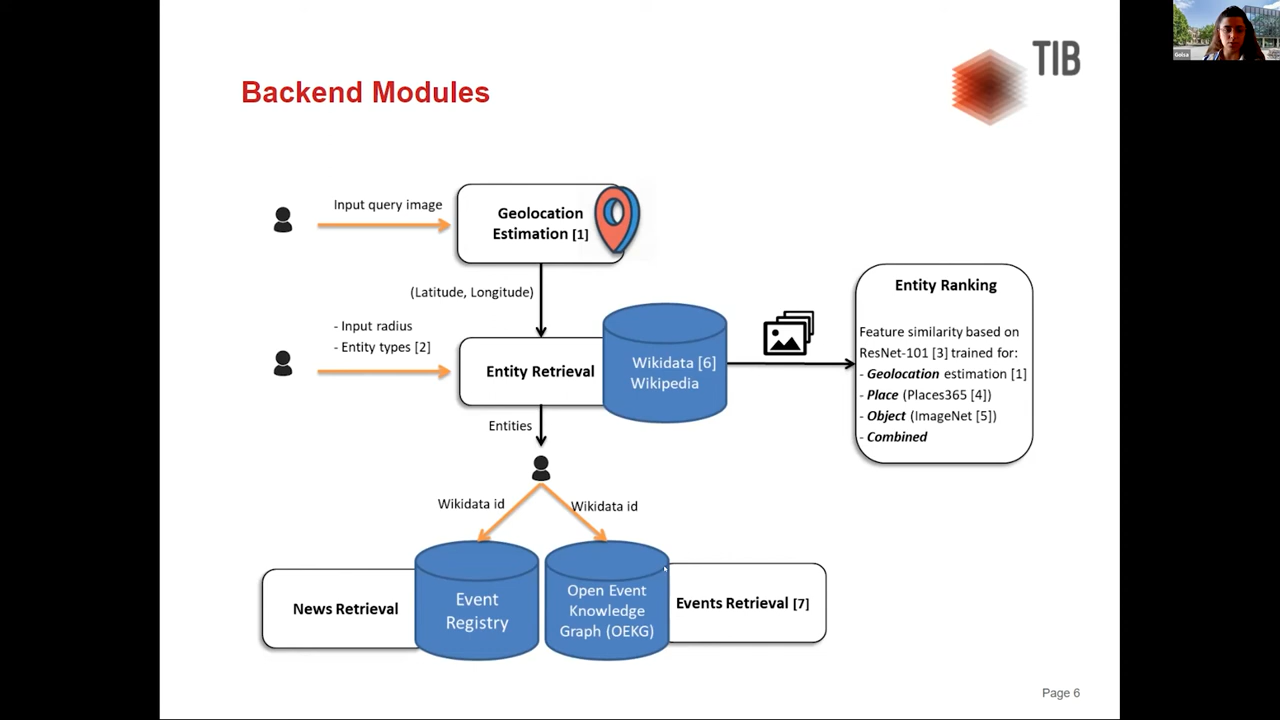 TIB
Golsa
Backend Modules
Input query image
Geolocation
Estimation [1]
(Latitude, Longitude)
- Input radius
- Entity types [2]
Entity Retrieval
Wikidata [6]
Wikipedia
Entity Ranking
Feature similarity based on
ResNet-101 [3] trained for:
- Geolocation estimation [1]
- Place (Places365 [4])
- Object (ImageNet [5])
- Combined
Entities
Wikidata id
Wikidata id
News Retrieval
Event
Registry
Open Event
Knowledge
Graph (OEKG)
Events Retrieval [7]
Page 6